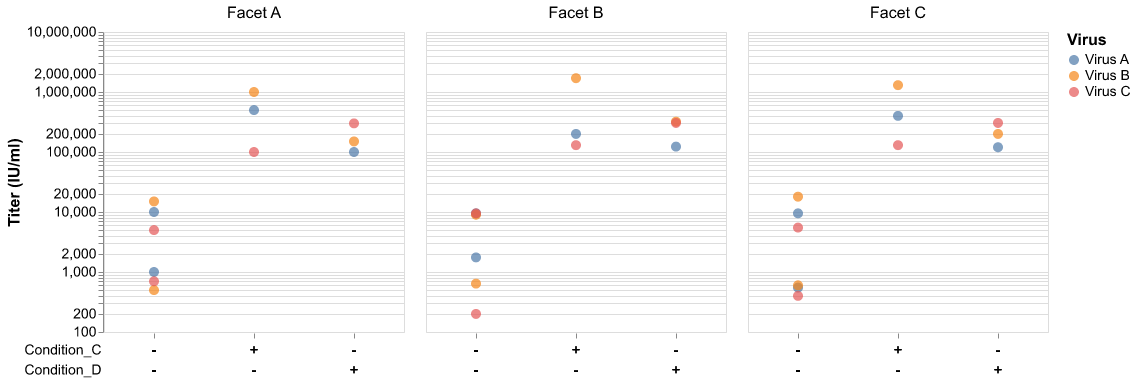 Facet A Facet B Facet C
Virus
Virus A
Virus B
Virus C
Titer (IU/ml)
10,000,000
2,000,000
1,000,000
200,000
100,000
20,000
10,000
2,000
1,000
200
100
Condition_C - + - - + - - + -
Condition_D - - + - - + - - +